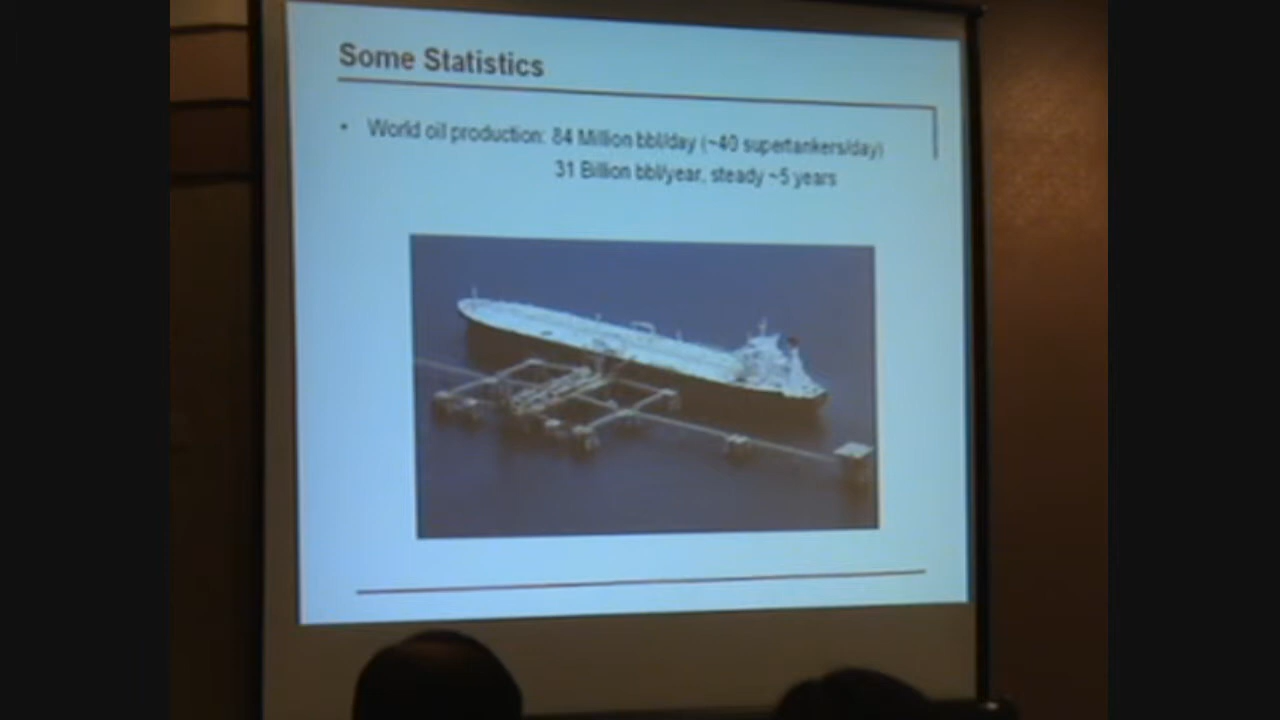 Some Statistics
• World oil production: 84 Million bbl/day (~40 supertankers/day)
31 Billion bbl/year, steady ~5 years